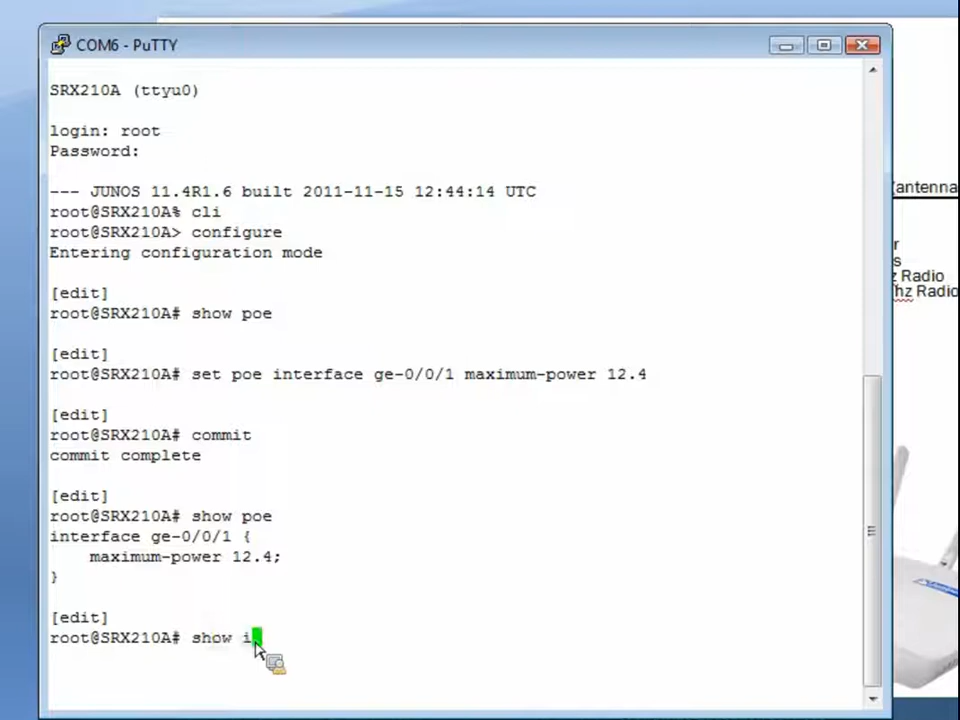 COM6 - PuTTY
SRX210A (ttyu0)
login: root
Password:
--- JUNOS 11.4R1.6 built 2011-11-15 12:44:14 UTC
root@SRX210A% cli
root@SRX210A> configure
Entering configuration mode
[edit]
root@SRX210A# show poe
[edit]
root@SRX210A# set poe interface ge-0/0/1 maximum-power 12.4
[edit]
root@SRX210A# commit
commit complete
[edit]
root@SRX210A# show poe
interface ge-0/0/1 {
    maximum-power 12.4;
}
[edit]
root@SRX210A# show i
(antenna
Radio
hz Radio